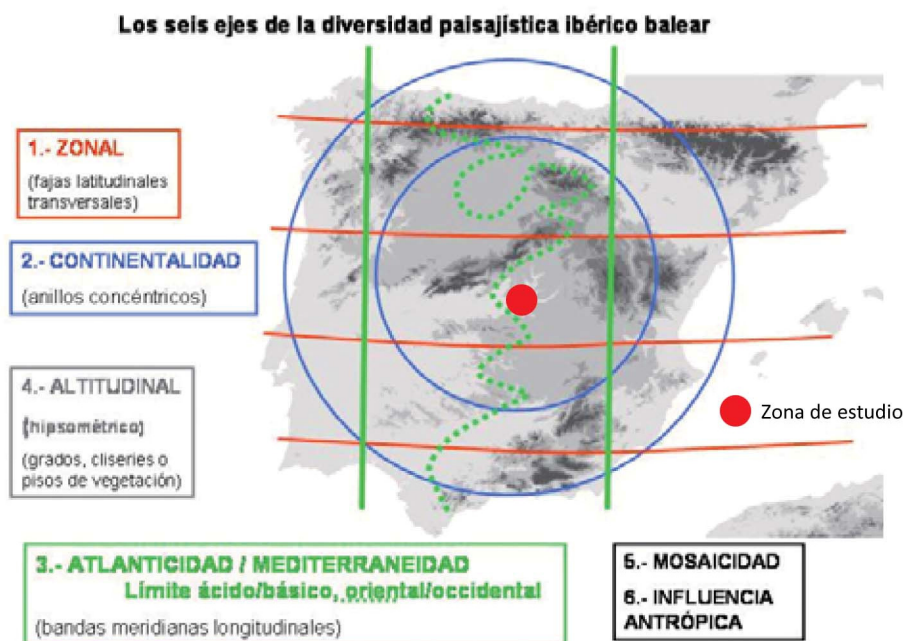 Los seis ejes de la diversidad paisajística ibérico balear
1.- ZONAL
(fajas latitudinales
transversales)
2.- CONTINENTALIDAD
(anillos concéntricos)
4.- ALTITUDINAL
(hipsométrico)
(grados, cliseries o
pisos de vegetación)
Zona de estudio
3.- ATLANTICIDAD / MEDITERRANEIDAD
Límite ácido/básico, oriental/occidental
(bandas meridianas longitudinales)
5.- MOSAICIDAD
6.- INFLUENCIA
ANTRÓPICA